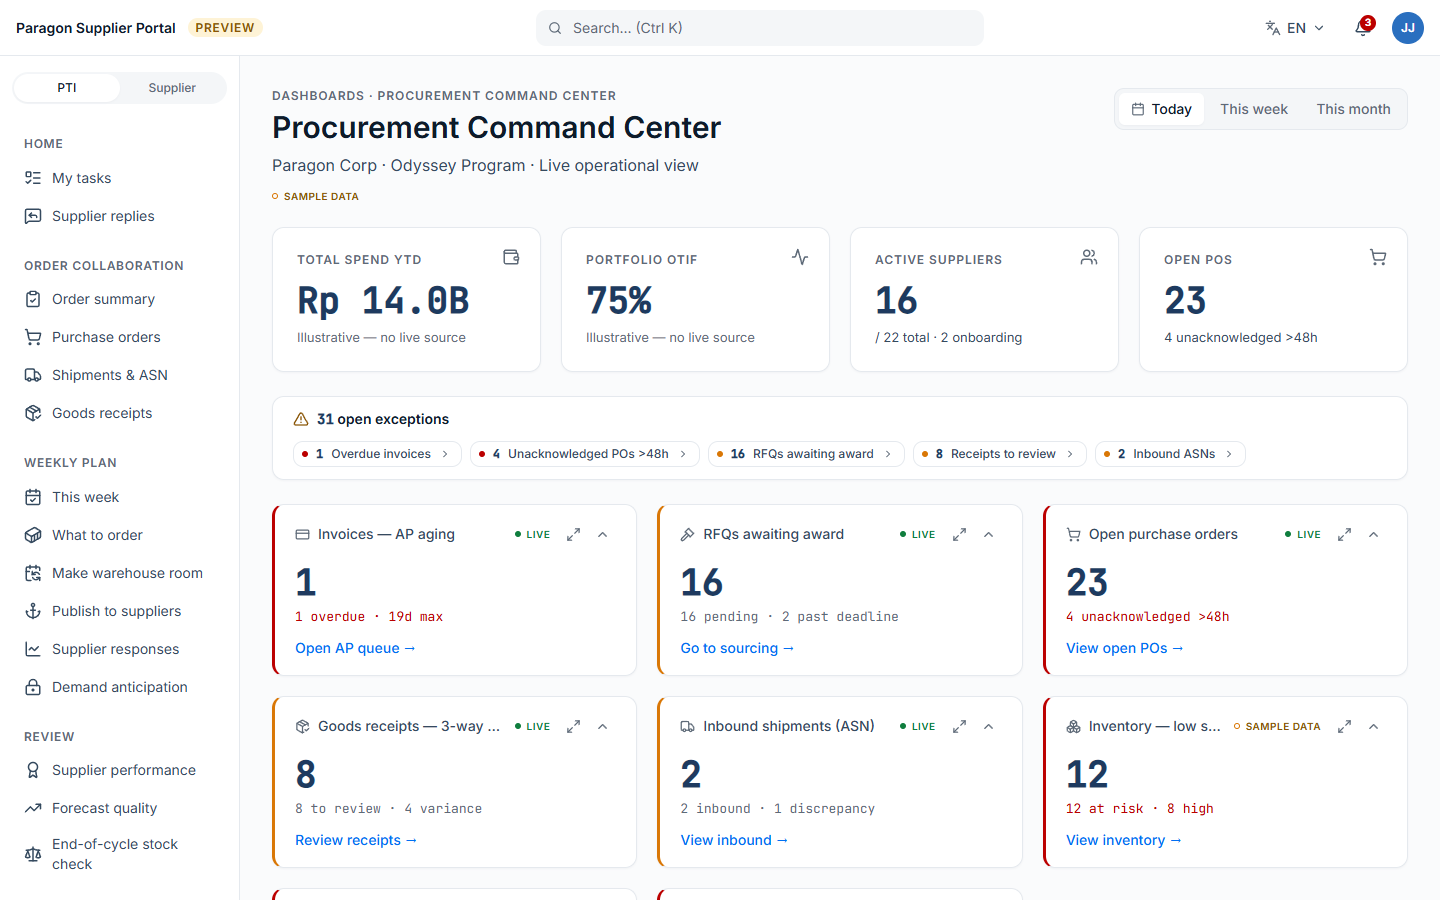 Paragon Supplier Portal PREVIEW
Search... (Ctrl K)
EN
3
JJ
PTI Supplier
HOME
My tasks
Supplier replies
ORDER COLLABORATION
Order summary
Purchase orders
Shipments & ASN
Goods receipts
WEEKLY PLAN
This week
What to order
Make warehouse room
Publish to suppliers
Supplier responses
Demand anticipation
REVIEW
Supplier performance
Forecast quality
End-of-cycle stock
check
DASHBOARDS · PROCUREMENT COMMAND CENTER
Procurement Command Center
Paragon Corp · Odyssey Program · Live operational view
SAMPLE DATA
Today This week This month
TOTAL SPEND YTD
Rp 14.0B
Illustrative — no live source
PORTFOLIO OTIF
75%
Illustrative — no live source
ACTIVE SUPPLIERS
16
/ 22 total · 2 onboarding
OPEN POS
23
4 unacknowledged >48h
31 open exceptions
1 Overdue invoices
4 Unacknowledged POs >48h
16 RFQs awaiting award
8 Receipts to review
2 Inbound ASNs
Invoices — AP aging LIVE
1
1 overdue · 19d max
Open AP queue →
RFQs awaiting award LIVE
16
16 pending · 2 past deadline
Go to sourcing →
Open purchase orders LIVE
23
4 unacknowledged >48h
View open POs →
Goods receipts — 3-way ... LIVE
8
8 to review · 4 variance
Review receipts →
Inbound shipments (ASN) LIVE
2
2 inbound · 1 discrepancy
View inbound →
Inventory — low s... SAMPLE DATA
12
12 at risk · 8 high
View inventory →